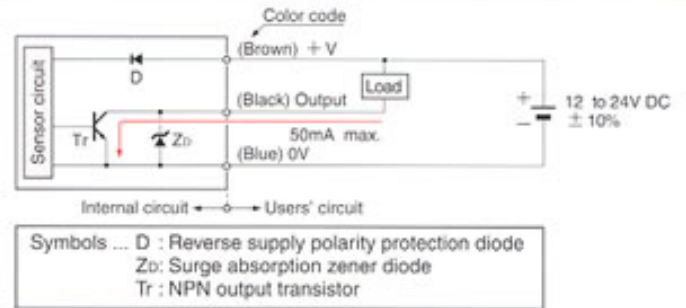 Color code
(Brown) +V
D
Sensor circuit
Load
(Black) Output
+
12 to 24V DC
− ± 10%
Tr
ZD
50mA max.
(Blue) 0V
Internal circuit
Users' circuit
Symbols ... D : Reverse supply polarity protection diode
ZD: Surge absorption zener diode
Tr : NPN output transistor